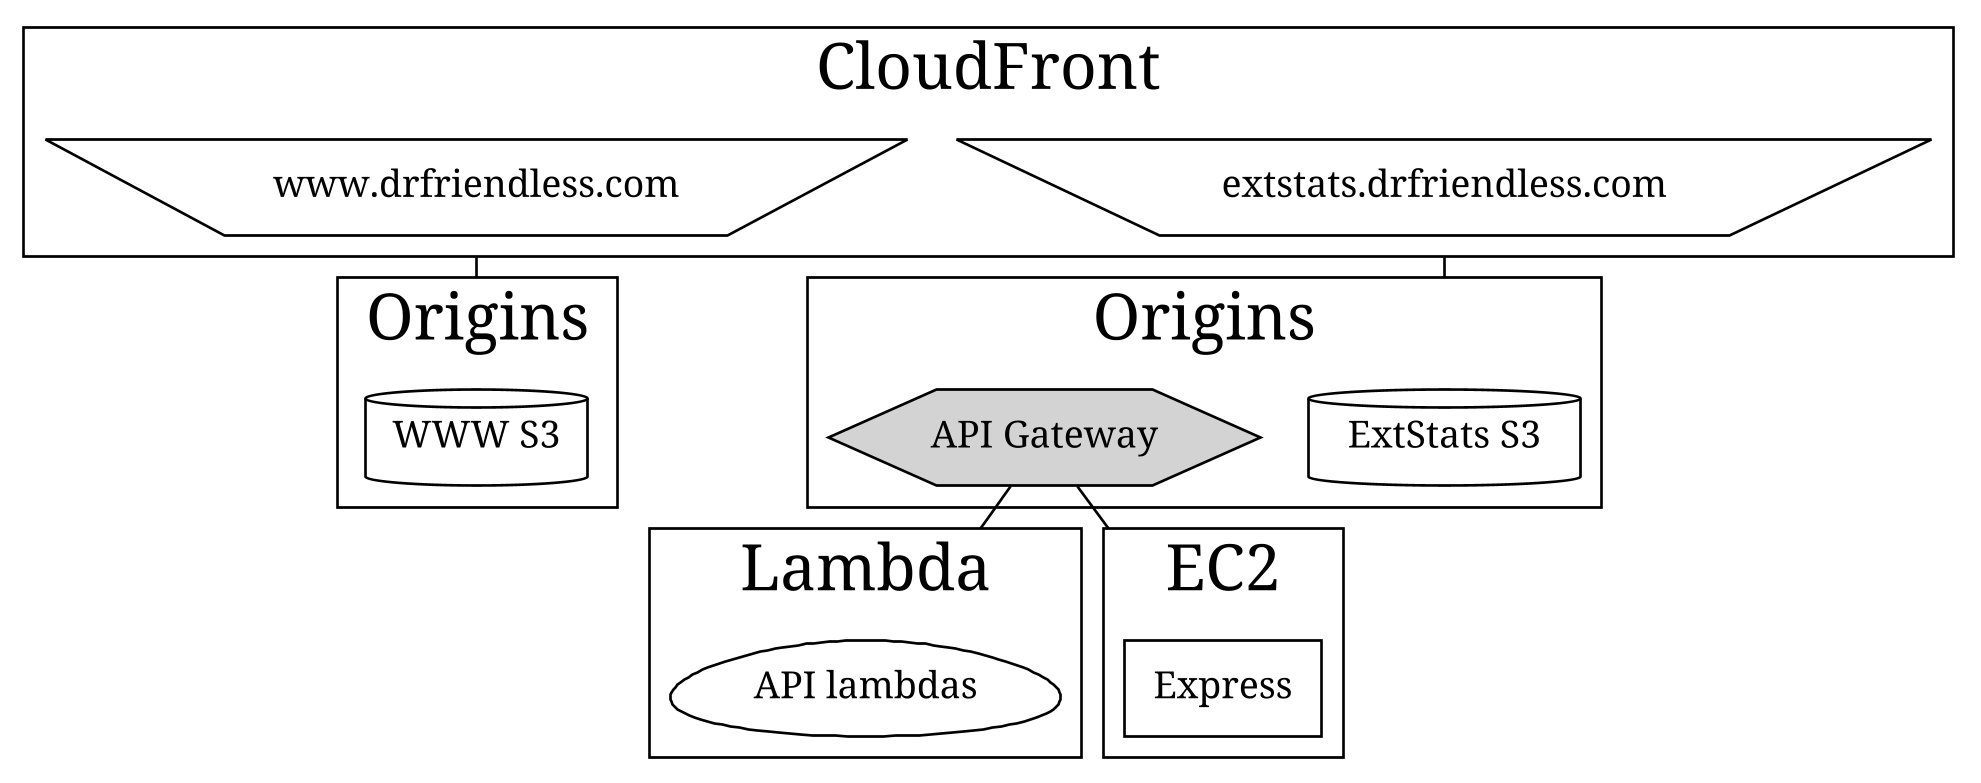 CloudFront
www.drfriendless.com
extstats.drfriendless.com
Origins
WWW S3
Origins
API Gateway
ExtStats S3
Lambda
API lambdas
EC2
Express